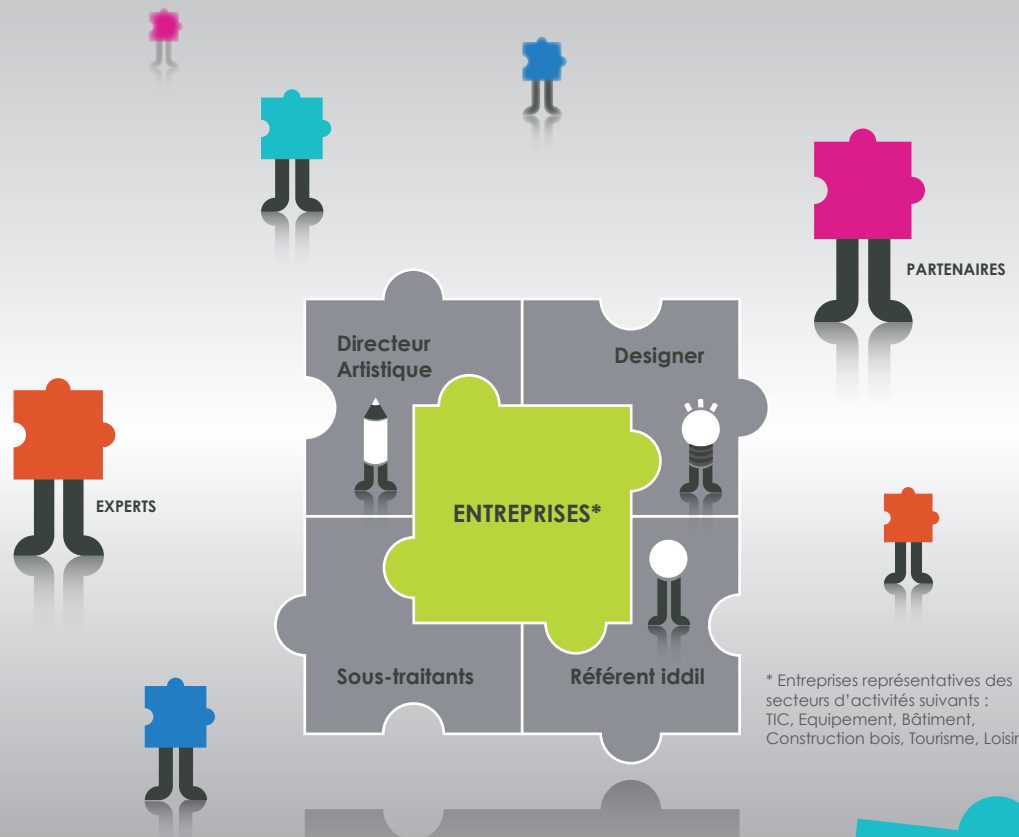 PARTENAIRES
Directeur
Artistique
Designer
EXPERTS
ENTREPRISES*
Sous-traitants
Référent iddil
* Entreprises représentatives des
secteurs d’activités suivants :
TIC, Equipement, Bâtiment,
Construction bois, Tourisme, Loisir